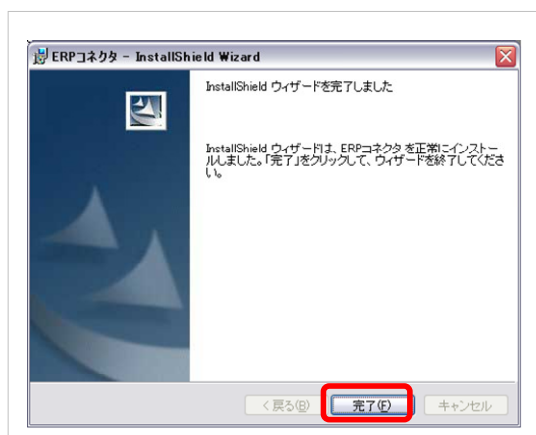 ERPコネクタ - InstallShield Wizard
InstallShield ウィザードを完了しました
InstallShield ウィザードは、ERPコネクタ を正常にインストー
ルしました。「完了」をクリックして、ウィザードを終了してくださ
い。
< 戻る(B) 完了(F) キャンセル